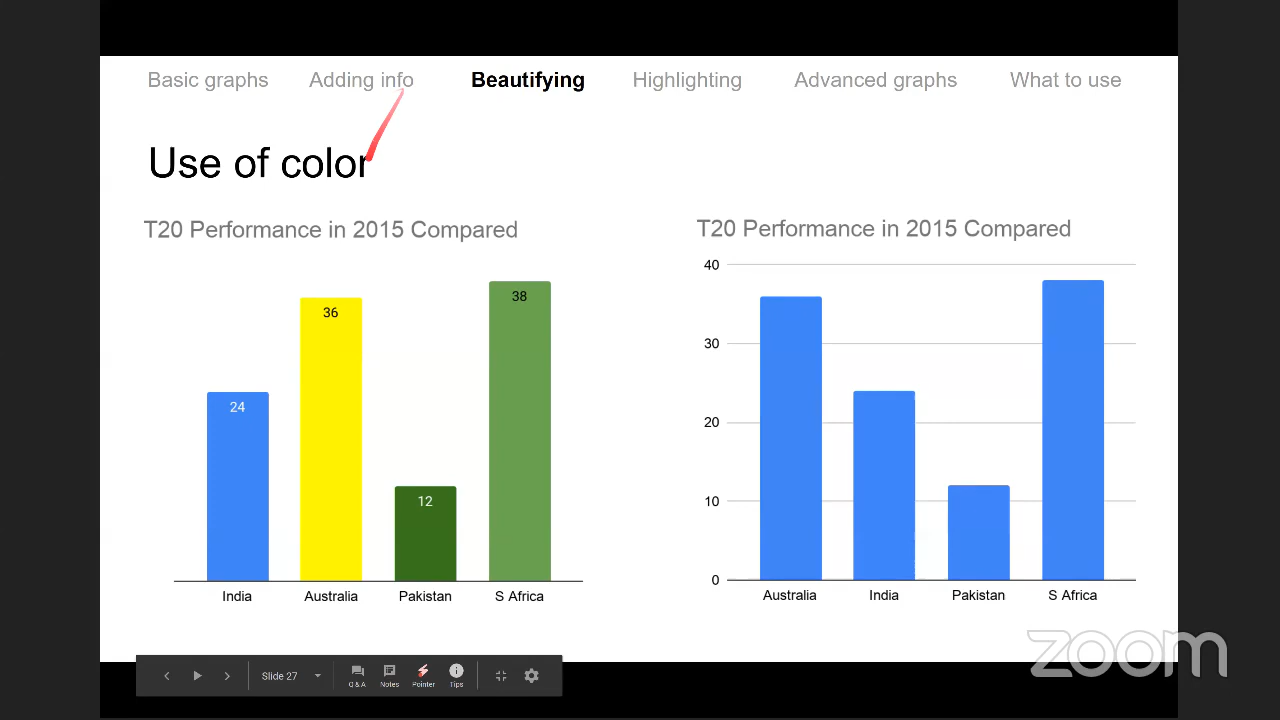 Basic graphs Adding info Beautifying Highlighting Advanced graphs What to use
Use of color
T20 Performance in 2015 Compared
24
36
12
38
India Australia Pakistan S Africa
T20 Performance in 2015 Compared
40
30
20
10
0
Australia India Pakistan S Africa
Slide 27
Q & A Notes Pointer Tips
zoom